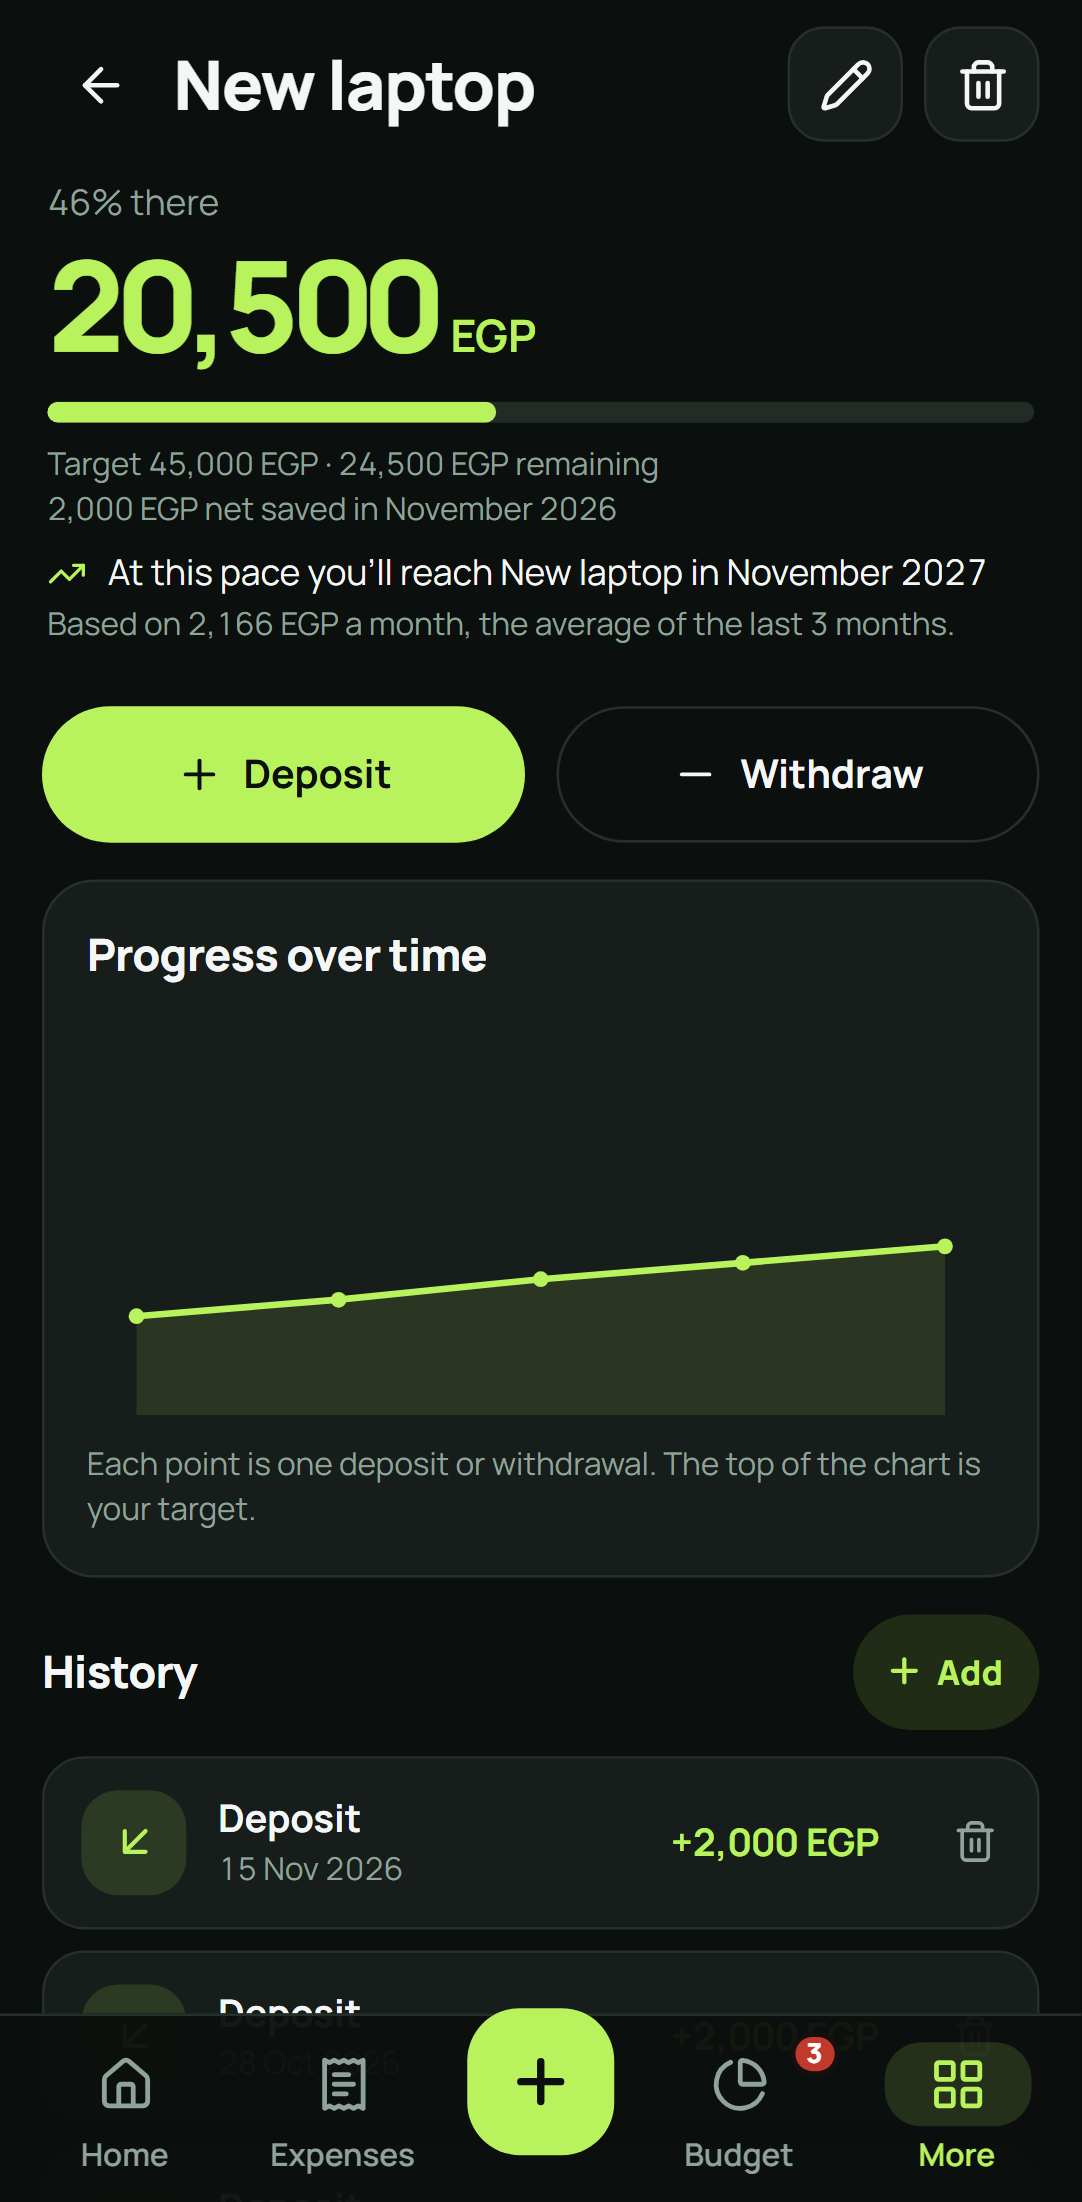 New laptop
46% there
20,500 EGP
Target 45,000 EGP · 24,500 EGP remaining
2,000 EGP net saved in November 2026
At this pace you'll reach New laptop in November 2027
Based on 2,166 EGP a month, the average of the last 3 months.
+ Deposit
− Withdraw
Progress over time
Each point is one deposit or withdrawal. The top of the chart is
your target.
History
+ Add
Deposit
+2,000 EGP
15 Nov 2026
Deposit
+2,000 EGP
28 Oct 2026
3
Home
Expenses
Budget
More